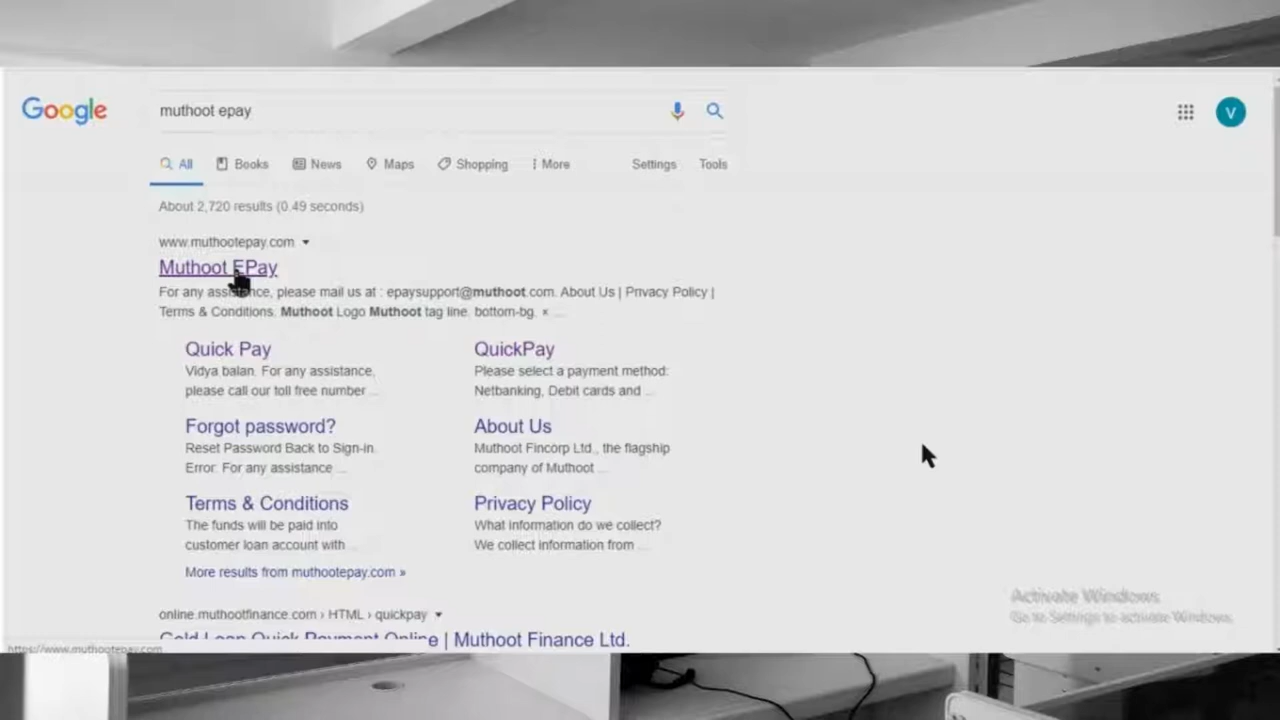 Google
muthoot epay
V
All
Books
News
Maps
Shopping
More
Settings
Tools
About 2,720 results (0.49 seconds)
www.muthootepay.com
Muthoot EPay
For any assistance, please mail us at : epaysupport@muthoot.com. About Us | Privacy Policy |
Terms & Conditions. Muthoot Logo Muthoot tag line. bottom-bg. × ...
Quick Pay
Vidya balan. For any assistance,
please call our toll free number ...
QuickPay
Please select a payment method:
Netbanking, Debit cards and ...
Forgot password?
Reset Password Back to Sign-in.
Error: For any assistance ...
About Us
Muthoot Fincorp Ltd., the flagship
company of Muthoot ...
Terms & Conditions
The funds will be paid into
customer loan account with ...
Privacy Policy
What information do we collect?
We collect information from ...
More results from muthootepay.com »
online.muthootfinance.com › HTML › quickpay
Gold Loan Quick Payment Online | Muthoot Finance Ltd.
Activate Windows
Go to Settings to activate Windows.
https://www.muthootepay.com